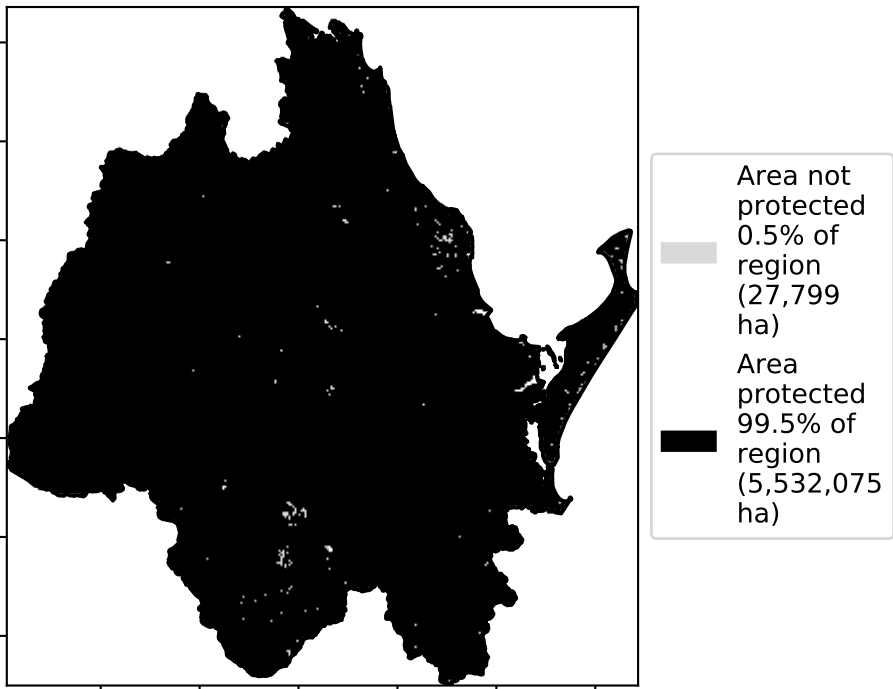 Area not
protected
0.5% of
region
(27,799
ha)
Area
protected
99.5% of
region
(5,532,075
ha)